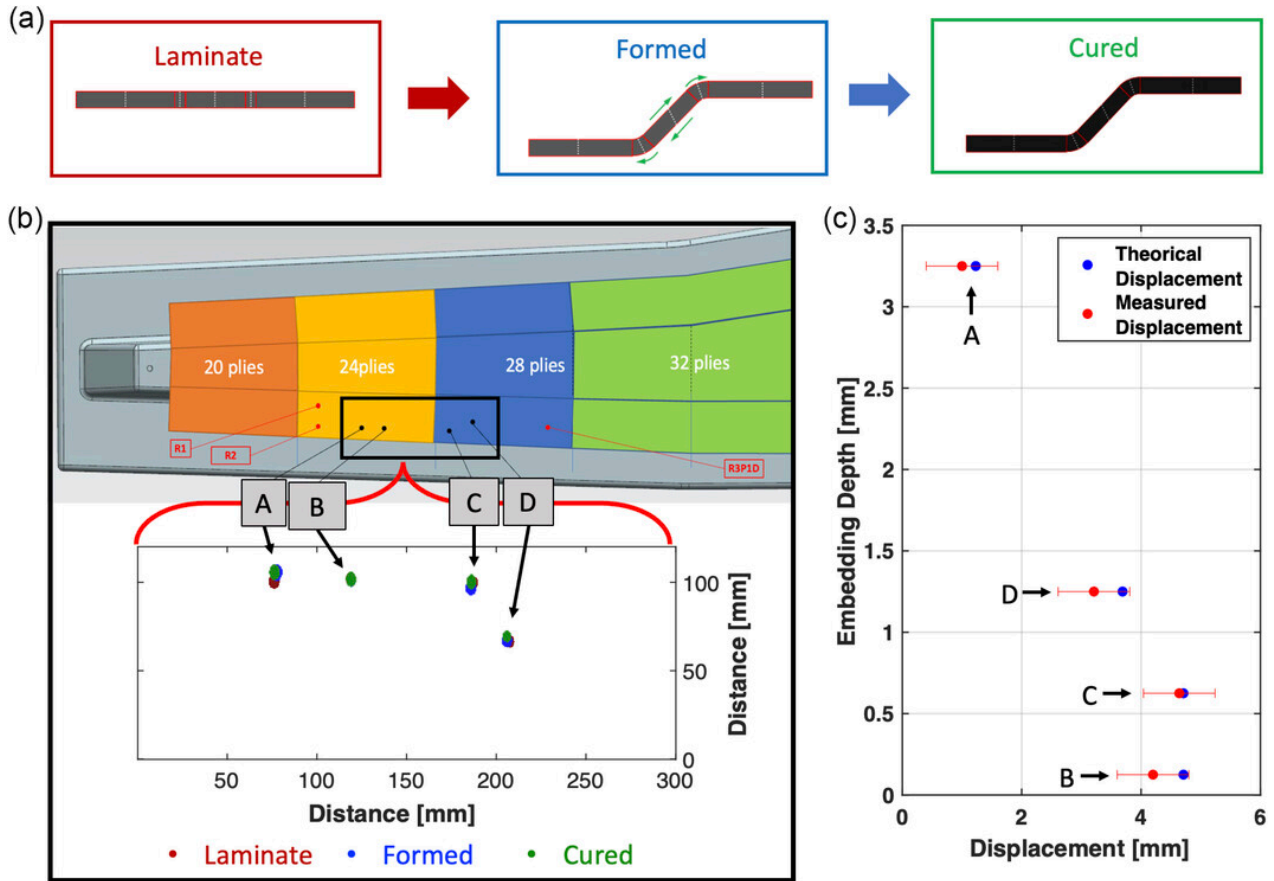 (a)
Laminate
Formed
Cured
(b)
20 plies
24plies
28 plies
32 plies
R1
R2
R3P1D
A
B
C
D
100
50
0
Distance [mm]
50
100
150
200
250
300
Distance [mm]
Laminate
Formed
Cured
(c)
3.5
3
2.5
2
1.5
1
0.5
0
Embedding Depth [mm]
Theorical
Displacement
Measured
Displacement
A
D
C
B
0
2
4
6
Displacement [mm]